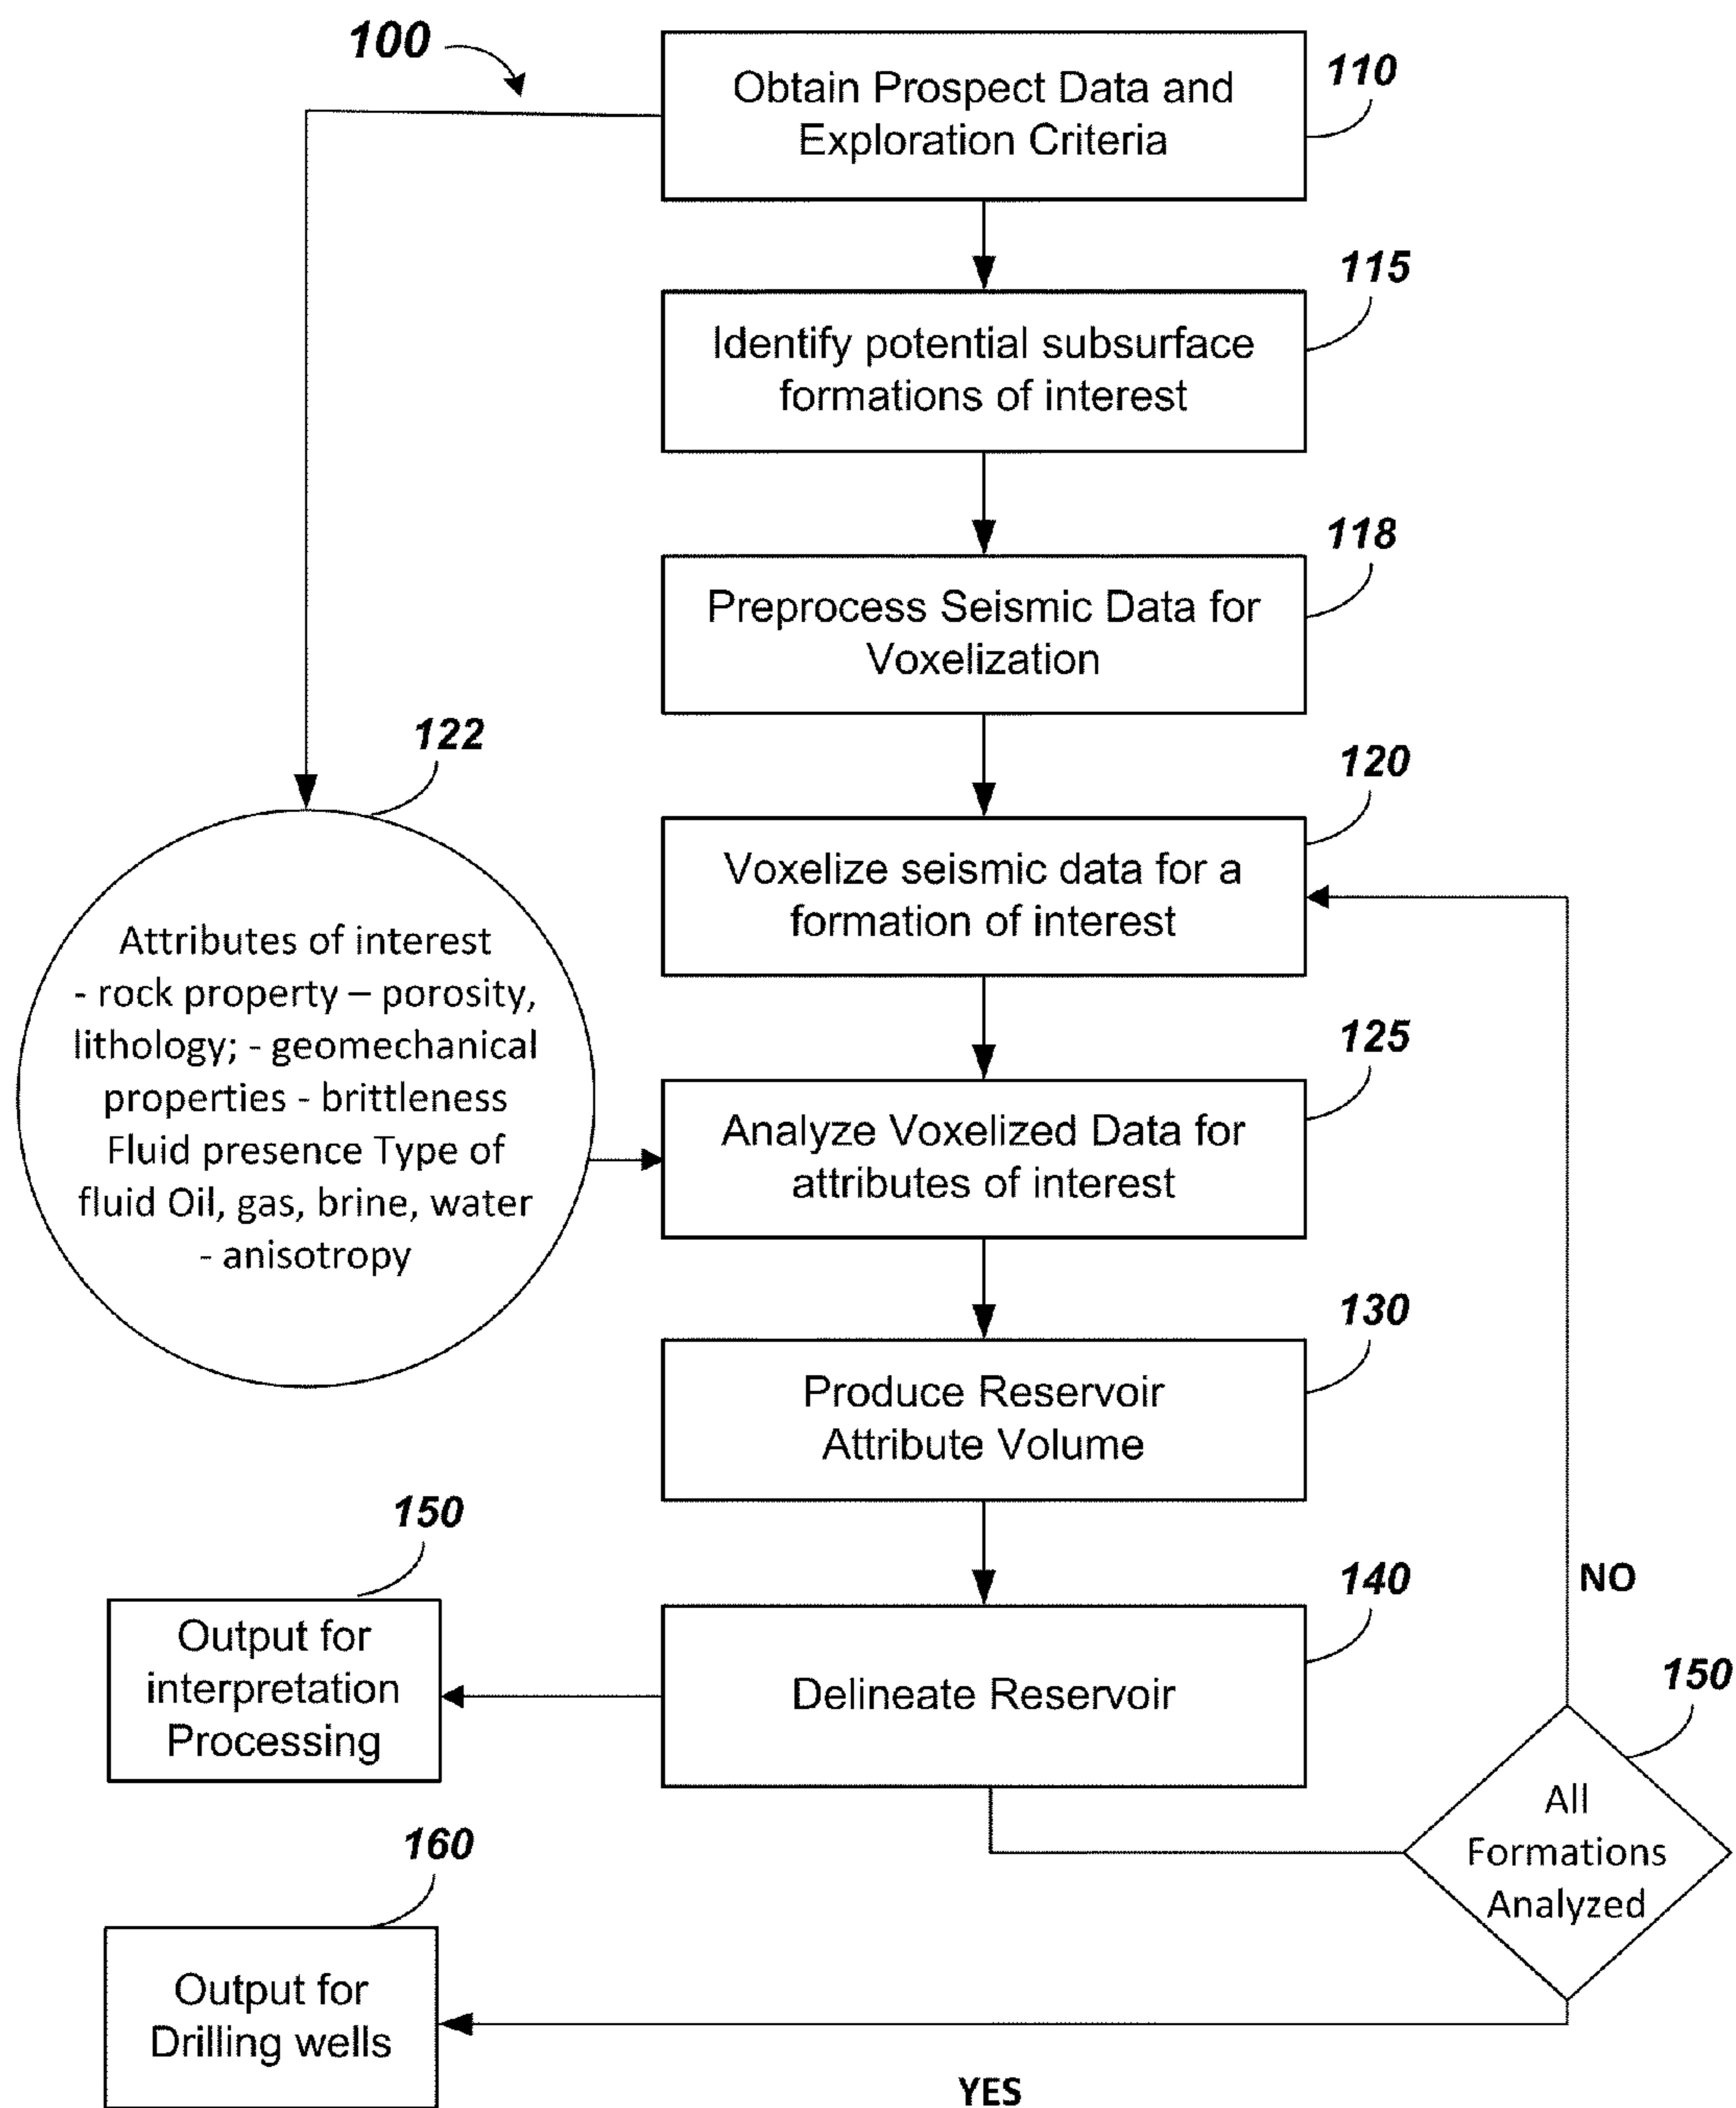 100
Obtain Prospect Data and
Exploration Criteria
110
Identify potential subsurface
formations of interest
115
Preprocess Seismic Data for
Voxelization
118
122
Attributes of interest
- rock property – porosity,
lithology; - geomechanical
properties - brittleness
Fluid presence Type of
fluid Oil, gas, brine, water
- anisotropy
120
Voxelize seismic data for a
formation of interest
125
Analyze Voxelized Data for
attributes of interest
130
Produce Reservoir
Attribute Volume
140
Delineate Reservoir
150
Output for
interpretation
Processing
NO
150
All
Formations
Analyzed
160
Output for
Drilling wells
YES